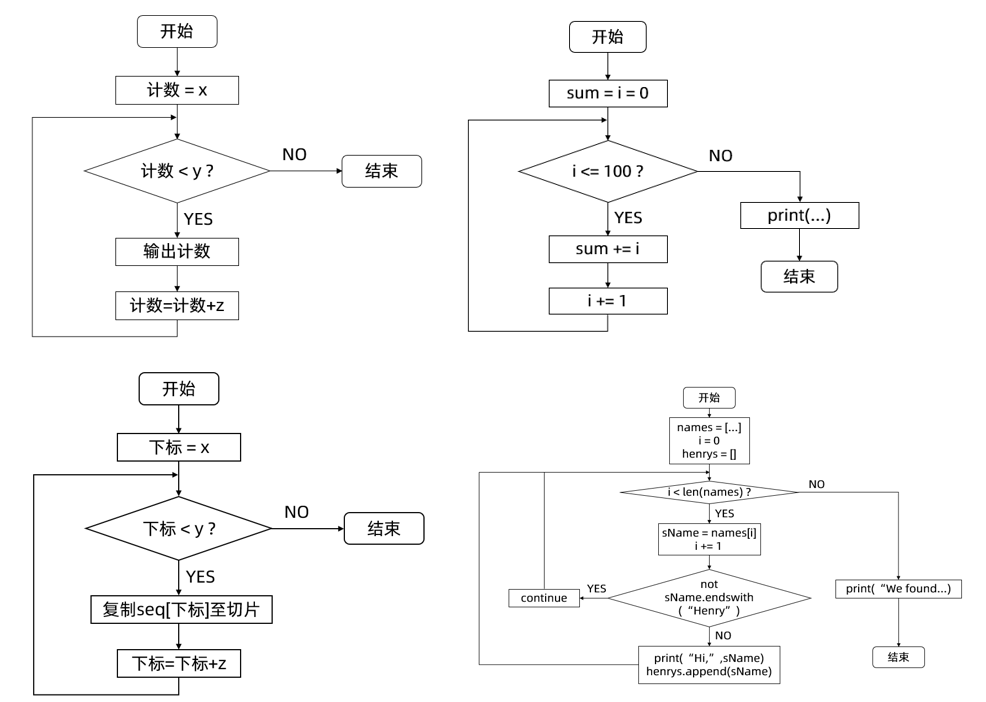 开始
计数 = x
计数 < y ?
NO
结束
YES
输出计数
计数=计数+z
开始
sum = i = 0
i <= 100 ?
NO
print(...)
YES
结束
sum += i
i += 1
开始
下标 = x
下标 < y ?
NO
结束
YES
复制seq[下标]至切片
下标=下标+z
开始
names = [...]
i = 0
henrys = []
i < len(names) ?
NO
YES
sName = names[i]
i += 1
not
sName.endswith
(“Henry”)
YES
continue
NO
print(“We found...)
print(“Hi,”,sName)
henrys.append(sName)
结束